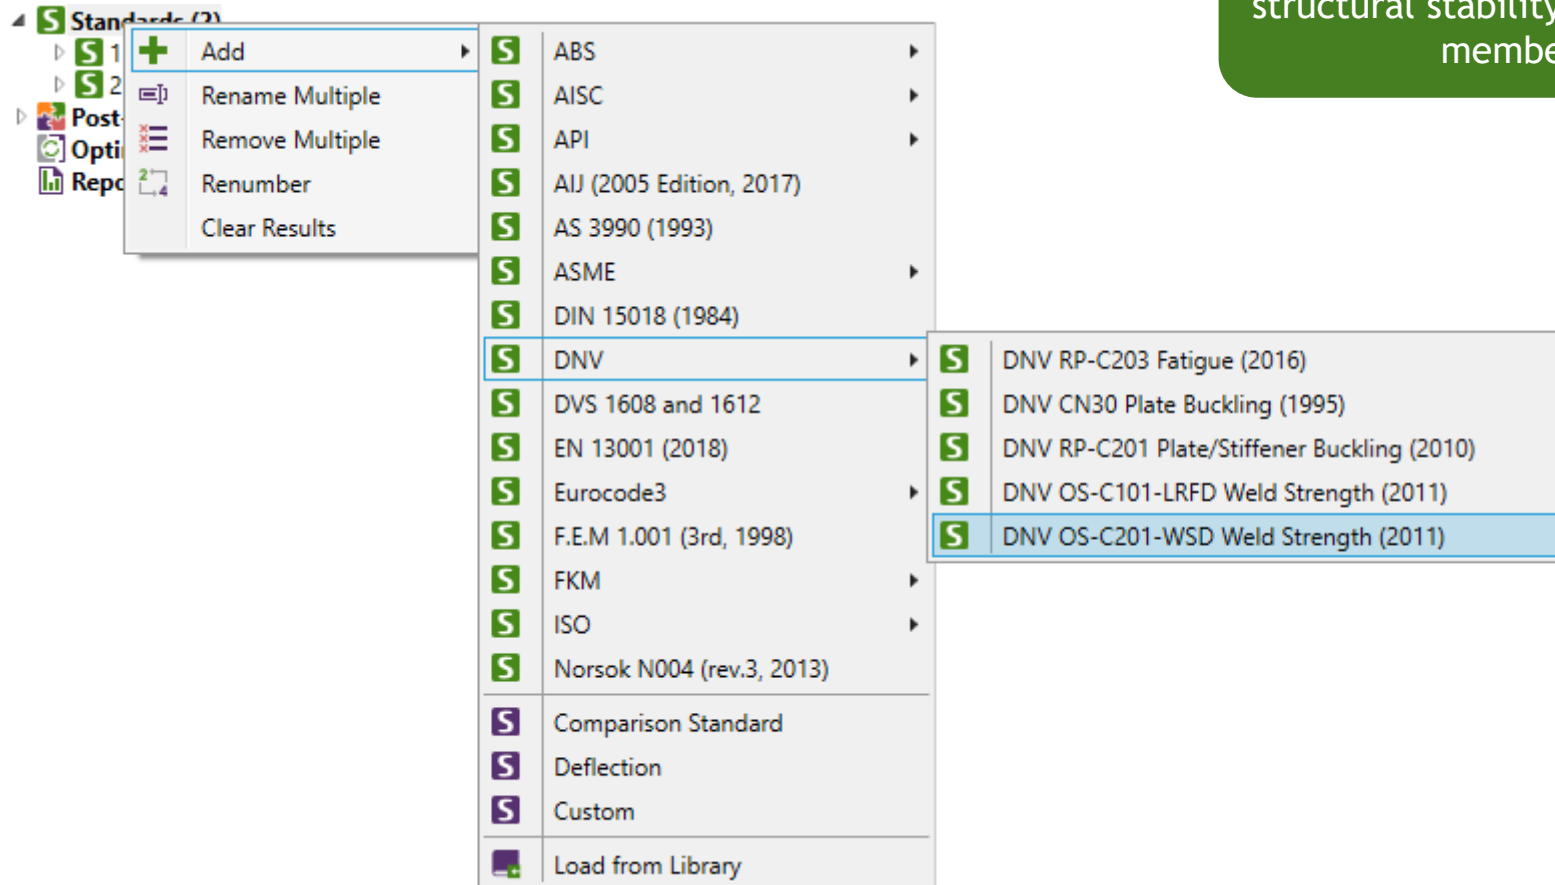 structural stability
membe
Standards (2)
1
2
Post-
Opti
Repo
Add
Rename Multiple
Remove Multiple
Renumber
Clear Results
ABS
AISC
API
AIJ (2005 Edition, 2017)
AS 3990 (1993)
ASME
DIN 15018 (1984)
DNV
DVS 1608 and 1612
EN 13001 (2018)
Eurocode3
F.E.M 1.001 (3rd, 1998)
FKM
ISO
Norsok N004 (rev.3, 2013)
Comparison Standard
Deflection
Custom
Load from Library
DNV RP-C203 Fatigue (2016)
DNV CN30 Plate Buckling (1995)
DNV RP-C201 Plate/Stiffener Buckling (2010)
DNV OS-C101-LRFD Weld Strength (2011)
DNV OS-C201-WSD Weld Strength (2011)